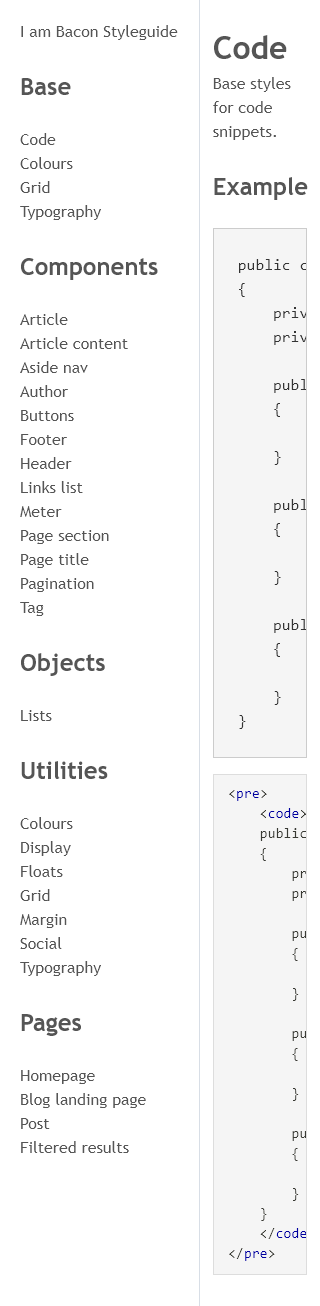 I am Bacon Styleguide
Base
Code
Colours
Grid
Typography
Components
Article
Article content
Aside nav
Author
Buttons
Footer
Header
Links list
Meter
Page section
Page title
Pagination
Tag
Objects
Lists
Utilities
Colours
Display
Floats
Grid
Margin
Social
Typography
Pages
Homepage
Blog landing page
Post
Filtered results
Code
Base styles
for code
snippets.
Example
public c
{
    priv
    priv
    publ
    {
    }
    publ
    {
    }
    publ
    {
    }
}
<pre>
    <code>
    public
    {
        pr
        pr
        pu
        {
        }
        pu
        {
        }
        pu
        {
        }
    }
    </code
</pre>